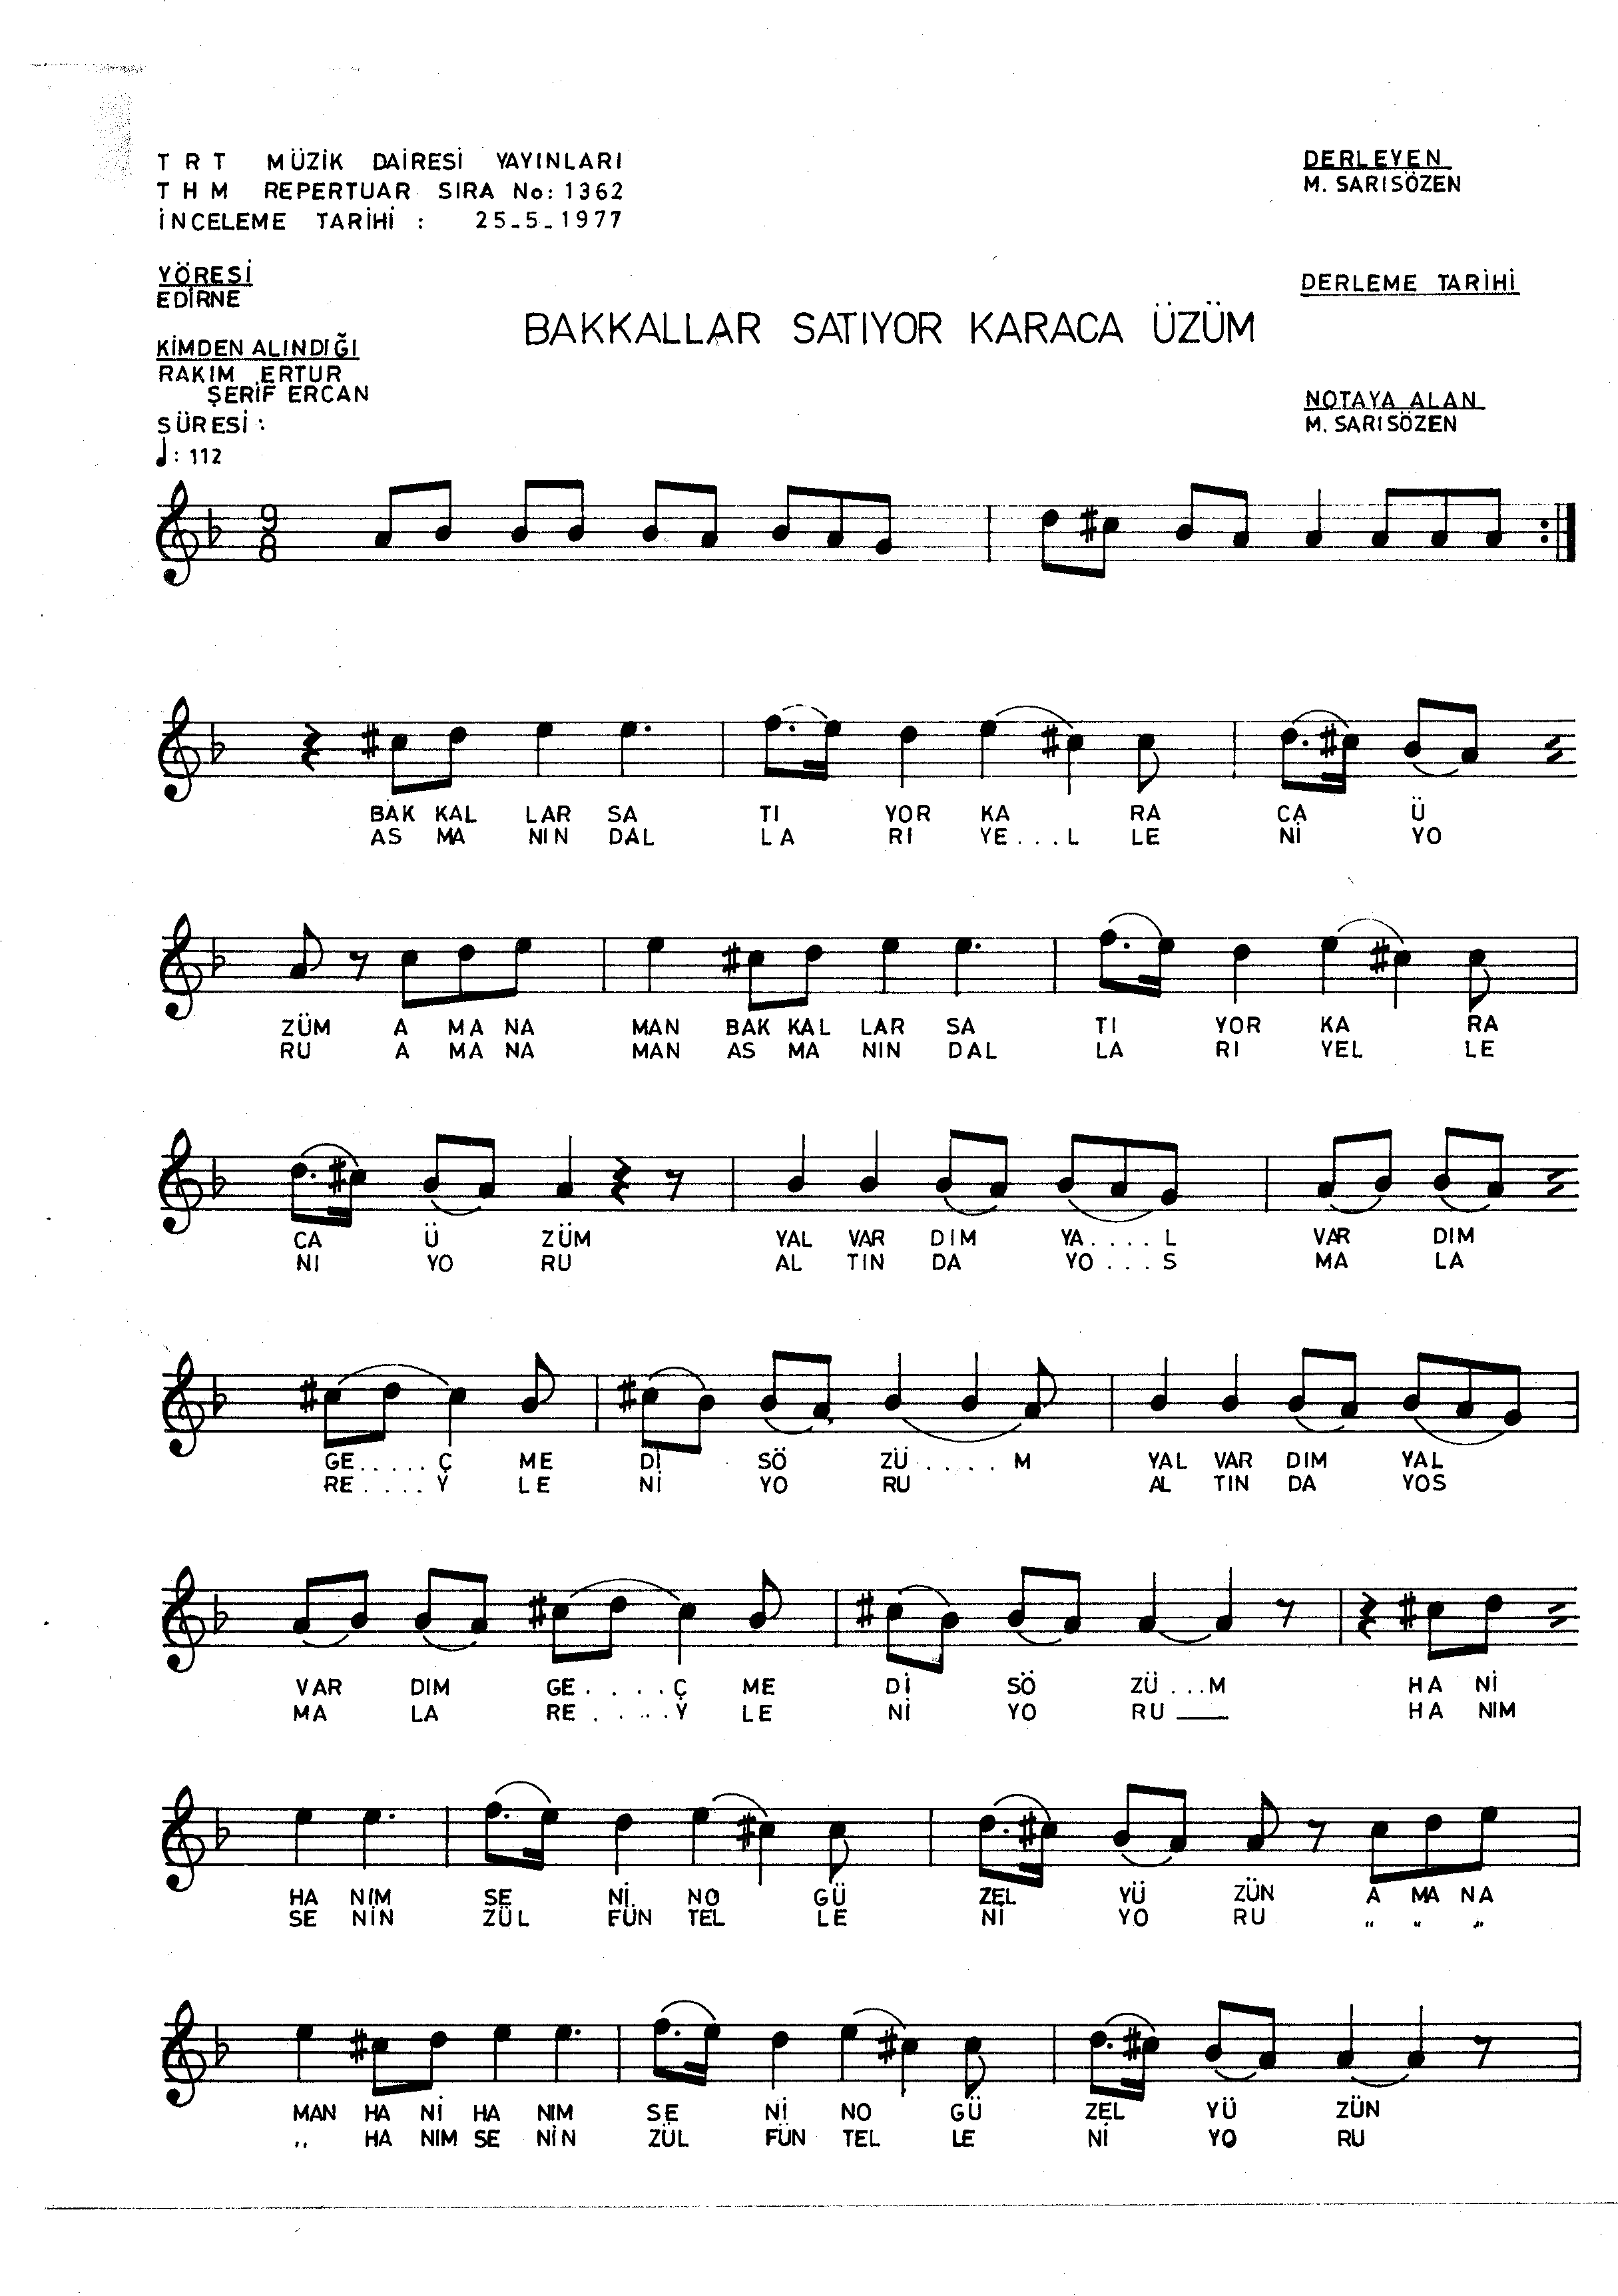 TRT MÜZİK DAİRESİ YAYINLARI
THM REPERTUAR SIRA No: 1362
İNCELEME TARİHİ : 25_5_1977
DERLEYEN
M. SARISÖZEN
YÖRESİ
EDİRNE
DERLEME TARİHİ
BAKKALLAR SATIYOR KARACA ÜZÜM
KİMDEN ALINDIĞI
RAKIM ERTUR
ŞERİF ERCAN
NOTAYA ALAN
M. SARISÖZEN
SÜRESİ :
: 112
9
8
BAK KAL LAR SA TI YOR KA RA CA Ü
AS MA NIN DAL LA RI YE...L LE Nİ YO
ZÜM A MA NA MAN BAK KAL LAR SA TI YOR KA RA
RU A MA NA MAN AS MA NIN DAL LA RI YEL LE
CA Ü ZÜM YAL VAR DIM YA....L VAR DIM
NI YO RU AL TIN DA YO...S MA LA
GE.....Ç ME Dİ SÖ ZÜ.....M YAL VAR DIM YAL
RE....Y LE Nİ YO RU AL TIN DA YOS
VAR DIM GE....Ç ME Dİ SÖ ZÜ...M HA Nİ
MA LA RE.....Y LE Nİ YO RU ___ HA NIM
HA NIM SE Nİ NO GÜ ZEL YÜ ZÜN A MA NA
SE NİN ZÜL FÜN TEL LE Nİ YO RU " " "
MAN HA Nİ HA NIM SE Nİ NO GÜ ZEL YÜ ZÜN
" HA NIM SE NİN ZÜL FÜN TEL LE Nİ YO RU